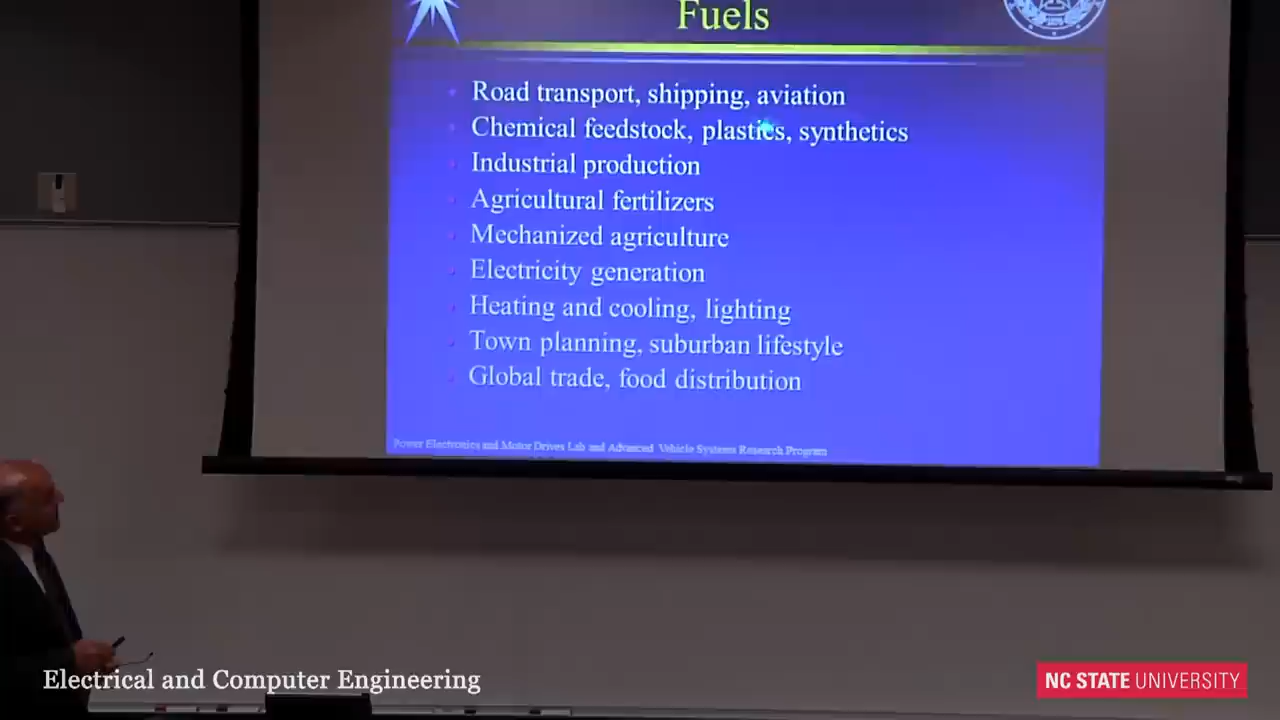 Fuels
Road transport, shipping, aviation
Chemical feedstock, plastics, synthetics
Industrial production
Agricultural fertilizers
Mechanized agriculture
Electricity generation
Heating and cooling, lighting
Town planning, suburban lifestyle
Global trade, food distribution
Power Electronics and Motor Drives Lab and Advanced Vehicle Systems Research Program
Electrical and Computer Engineering
NC STATE UNIVERSITY